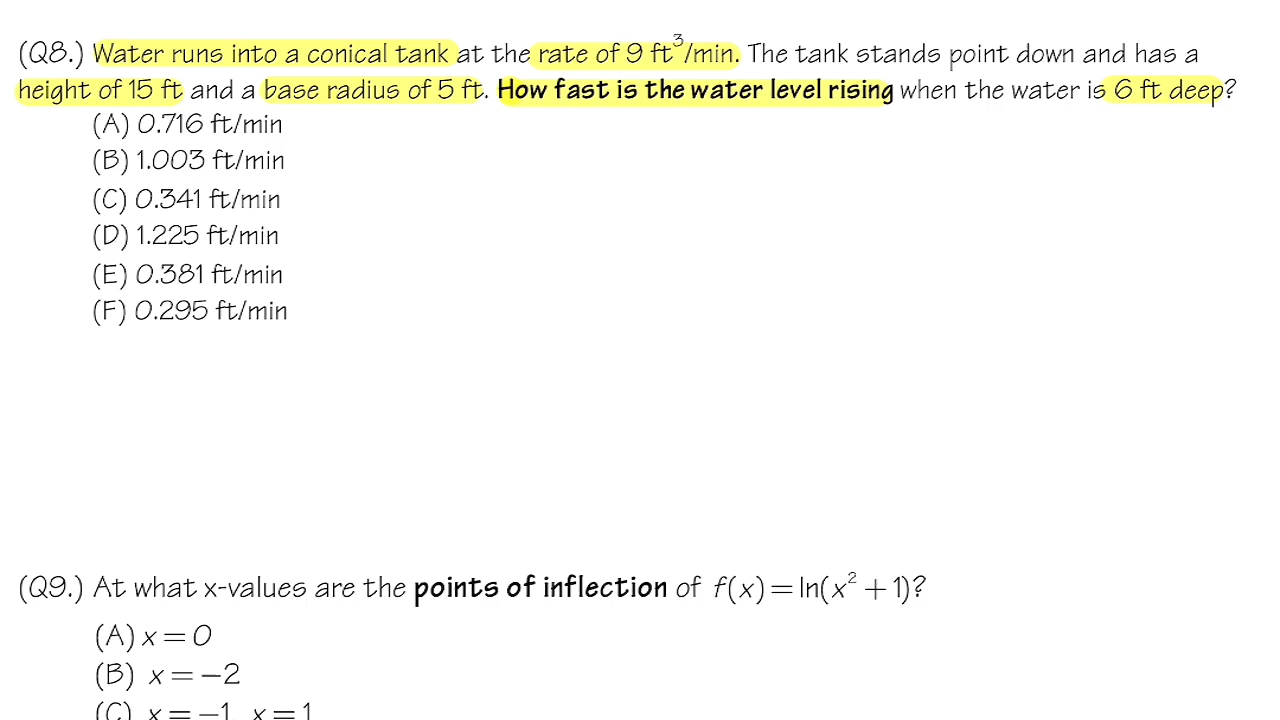 (Q8.) Water runs into a conical tank at the rate of 9 ft³/min. The tank stands point down and has a
height of 15 ft and a base radius of 5 ft. How fast is the water level rising when the water is 6 ft deep?
(A) 0.716 ft/min
(B) 1.003 ft/min
(C) 0.341 ft/min
(D) 1.225 ft/min
(E) 0.381 ft/min
(F) 0.295 ft/min
(Q9.) At what x-values are the points of inflection of f(x)=ln(x²+1)?
(A) x=0
(B) x=−2
(C) x=−1, x=1